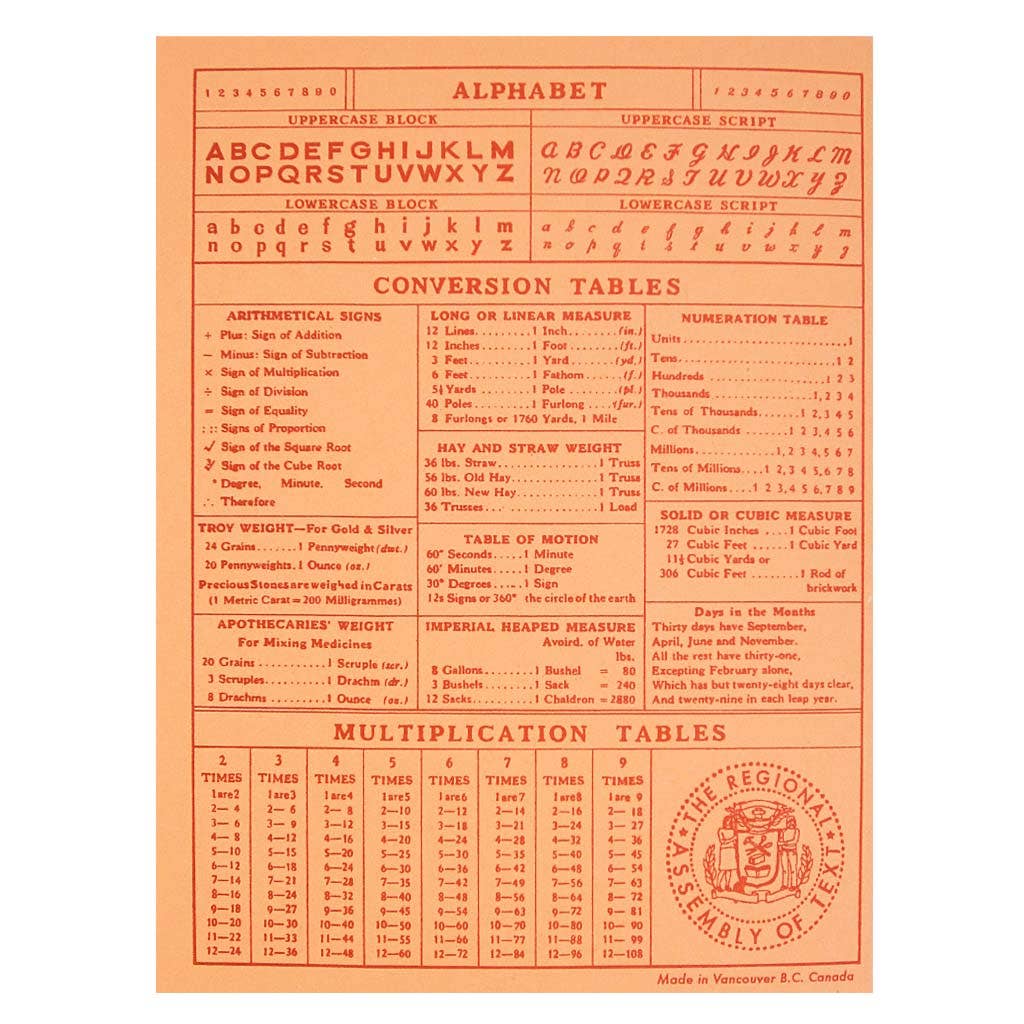 1 2 3 4 5 6 7 8 9 0
ALPHABET
1 2 3 4 5 6 7 8 9 0
UPPERCASE BLOCK
A B C D E F G H I J K L M
N O P Q R S T U V W X Y Z
UPPERCASE SCRIPT
A B C D E F G H I J K L M
N O P Q R S T U V W X Y Z
LOWERCASE BLOCK
a b c d e f g h i j k l m
n o p q r s t u v w x y z
LOWERCASE SCRIPT
a b c d e f g h i j k l m
n o p q r s t u v w x y z
CONVERSION TABLES
ARITHMETICAL SIGNS
+ Plus: Sign of Addition
− Minus: Sign of Subtraction
× Sign of Multiplication
÷ Sign of Division
= Sign of Equality
: :: Signs of Proportion
√ Sign of the Square Root
∛ Sign of the Cube Root
° Degree, Minute, Second
∴ Therefore
TROY WEIGHT—For Gold & Silver
24 Grains.......1 Pennyweight (dwt.)
20 Pennyweights. 1 Ounce (oz.)
Precious Stones are weighed in Carats
(1 Metric Carat = 200 Milligrammes)
APOTHECARIES' WEIGHT
For Mixing Medicines
20 Grains ..........1 Scruple (scr.)
3 Scruples..........1 Drachm (dr.)
8 Drachms .........1 Ounce (oz.)
LONG OR LINEAR MEASURE
12 Lines.........1 Inch.......(in.)
12 Inches........1 Foot.......(ft.)
3 Feet..........1 Yard.......(yd.)
6 Feet..........1 Fathom......(f.)
5½ Yards ........1 Pole ......(pl.)
40 Poles.........1 Furlong ....(fur.)
8 Furlongs or 1760 Yards, 1 Mile
HAY AND STRAW WEIGHT
36 lbs. Straw...............1 Truss
56 lbs. Old Hay.............1 Truss
60 lbs. New Hay............1 Truss
36 Trusses..................1 Load
TABLE OF MOTION
60" Seconds.....1 Minute
60' Minutes.....1 Degree
30° Degrees.....1 Sign
12s Signs or 360° the circle of the earth
IMPERIAL HEAPED MEASURE
Avoird. of Water
lbs.
8 Gallons........1 Bushel = 80
3 Bushels........1 Sack = 240
12 Sacks.........1 Chaldron = 2880
NUMERATION TABLE
Units...........................1
Tens..........................1 2
Hundreds ...................1 2 3
Thousands ................1,2 3 4
Tens of Thousands.......1 2,3 4 5
C. of Thousands .......1 2 3,4 5 6
Millions..............1,2 3 4,5 6 7
Tens of Millions....1 2,3 4 5,6 7 8
C. of Millions....1 2 3,4 5 6,7 8 9
SOLID OR CUBIC MEASURE
1728 Cubic Inches ....1 Cubic Foot
27 Cubic Feet ......1 Cubic Yard
11⅓ Cubic Yards or
306 Cubic Feet ........1 Rod of
brickwork
Days in the Months
Thirty days have September,
April, June and November.
All the rest have thirty-one,
Excepting February alone,
Which has but twenty-eight days clear,
And twenty-nine in each leap year.
MULTIPLICATION TABLES
2 3 4 5 6 7 8 9
TIMES TIMES TIMES TIMES TIMES TIMES TIMES TIMES
1are2 1are3 1are4 1are5 1are6 1are7 1are8 1are 9
2— 4 2— 6 2— 8 2—10 2—12 2—14 2—16 2— 18
3— 6 3— 9 3—12 3—15 3—18 3—21 3—24 3— 27
4— 8 4—12 4—16 4—20 4—24 4—28 4—32 4— 36
5—10 5—15 5—20 5—25 5—30 5—35 5—40 5— 45
6—12 6—18 6—24 6—30 6—36 6—42 6—48 6— 54
7—14 7—21 7—28 7—35 7—42 7—49 7—56 7— 63
8—16 8—24 8—32 8—40 8—48 8—56 8—64 8— 72
9—18 9—27 9—36 9—45 9—54 9—63 9—72 9— 81
10—20 10—30 10—40 10—50 10—60 10—70 10—80 10— 90
11—22 11—33 11—44 11—55 11—66 11—77 11—88 11— 99
12—24 12—36 12—48 12—60 12—72 12—84 12—96 12—108
★ THE REGIONAL ★
ASSEMBLY OF TEXT
Made in Vancouver B.C. Canada